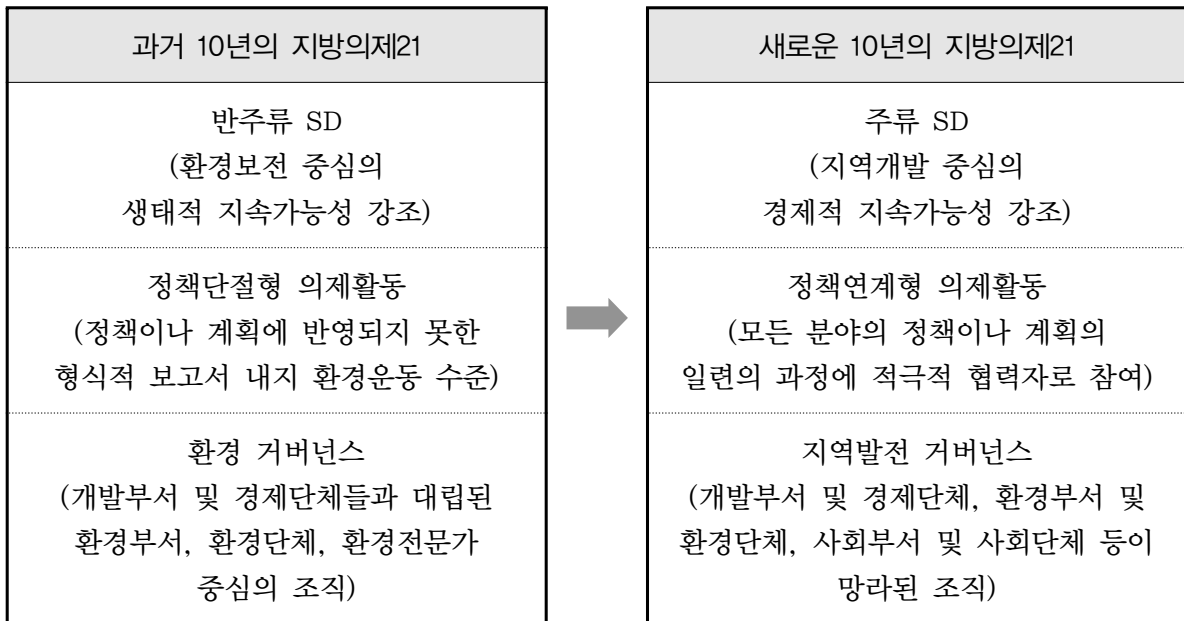 과거 10년의 지방의제21
반주류 SD
(환경보전 중심의
생태적 지속가능성 강조)
정책단절형 의제활동
(정책이나 계획에 반영되지 못한
형식적 보고서 내지 환경운동 수준)
환경 거버넌스
(개발부서 및 경제단체들과 대립된
환경부서, 환경단체, 환경전문가
중심의 조직)
새로운 10년의 지방의제21
주류 SD
(지역개발 중심의
경제적 지속가능성 강조)
정책연계형 의제활동
(모든 분야의 정책이나 계획의
일련의 과정에 적극적 협력자로 참여)
지역발전 거버넌스
(개발부서 및 경제단체, 환경부서 및
환경단체, 사회부서 및 사회단체 등이
망라된 조직)